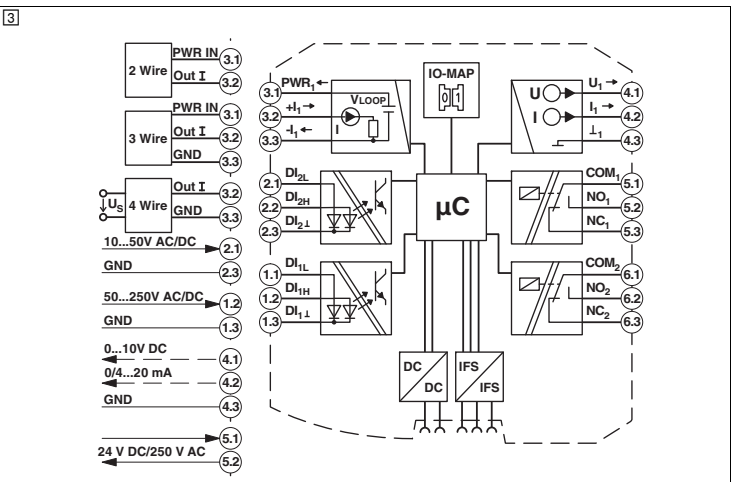 3
2 Wire
PWR IN
3.1
Out I
3.2
3 Wire
PWR IN
3.1
Out I
3.2
GND
3.3
4 Wire
US
Out I
3.2
GND
3.3
10...50V AC/DC
2.1
GND
2.3
50...250V AC/DC
1.2
GND
1.3
0...10V DC
4.1
0/4...20 mA
4.2
GND
4.3
5.1
24 V DC/250 V AC
5.2
3.1
PWR1
3.2
+I1
3.3
-I1
VLOOP
I
IO-MAP
0 1
U
I
U1
4.1
I1
4.2
⊥1
4.3
2.1
DI2L
2.2
DI2H
2.3
DI2⊥
µC
COM1
5.1
NO1
5.2
NC1
5.3
1.1
DI1L
1.2
DI1H
1.3
DI1⊥
COM2
6.1
NO2
6.2
NC2
6.3
DC
DC
IFS
IFS